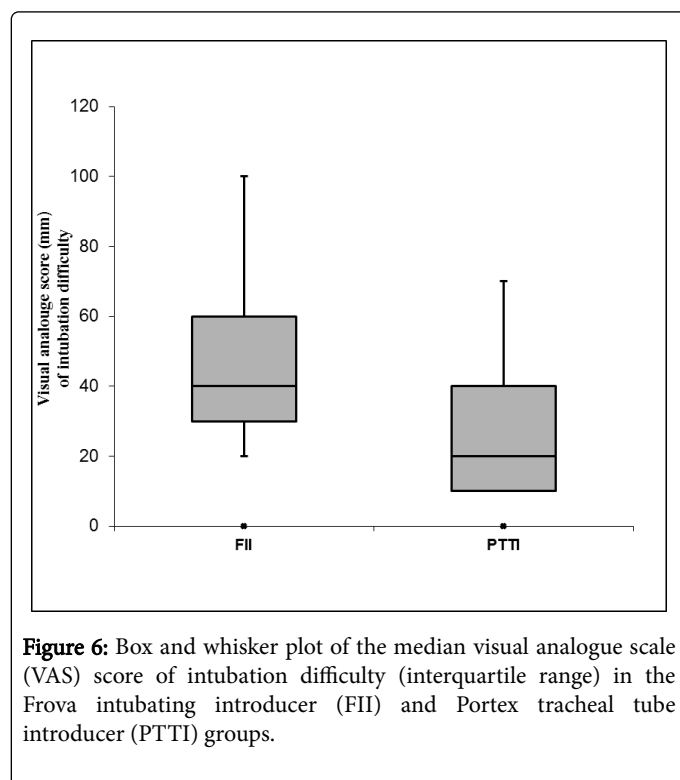 120
100
80
60
40
20
0
Visual analouge score (mm)
of intubation difficulty
FII
PTTI
Figure 6: Box and whisker plot of the median visual analogue scale
(VAS) score of intubation difficulty (interquartile range) in the
Frova intubating introducer (FII) and Portex tracheal tube
introducer (PTTI) groups.